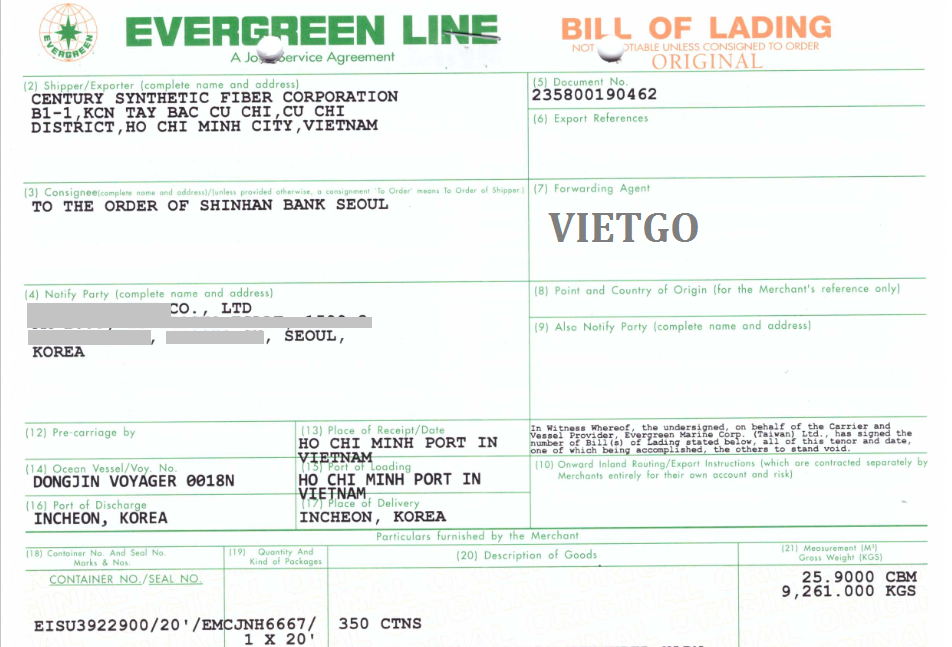 EVERGREEN
EVERGREEN LINE
A Service Agreement
BILL OF LADING
NOT UNLESS CONSIGNED TO ORDER
ORIGINAL
(2) Shipper/Exporter (complete name and address)
CENTURY SYNTHETIC FIBER CORPORATION
B1-1,KCN TAY BAC CU CHI,CU CHI
DISTRICT,HO CHI MINH CITY,VIETNAM
(5) Document No.
235800190462
(6) Export References
(3) Consignee(complete name and address)/(unless provided otherwise, a consignment 'To Order' means To Order of Shipper.)
TO THE ORDER OF SHINHAN BANK SEOUL
(7) Forwarding Agent
VIETGO
(4) Notify Party (complete name and address)
CO., LTD
, , SEOUL,
KOREA
(8) Point and Country of Origin (for the Merchant's reference only)
(9) Also Notify Party (complete name and address)
(12) Pre-carriage by
(13) Place of Receipt/Date
HO CHI MINH PORT IN
VIETNAM
In Witness Whereof, the undersigned, on behalf of the Carrier and
Vessel Provider, Evergreen Marine Corp. (Taiwan) Ltd., has signed the
number of Bill(s) of Lading stated below, all of this tenor and date,
one of which being accomplished, the others to stand void.
(14) Ocean Vessel/Voy. No.
DONGJIN VOYAGER 0018N
(15) Port of Loading
HO CHI MINH PORT IN
VIETNAM
(10) Onward Inland Routing/Export Instructions (which are contracted separately by
Merchants entirely for their own account and risk)
(16) Port of Discharge
INCHEON, KOREA
(17) Place of Delivery
INCHEON, KOREA
Particulars furnished by the Merchant
(18) Container No. And Seal No.
Marks & Nos.
(19) Quantity And
Kind of Packages
(20) Description of Goods
(21) Measurement (M³)
Gross Weight (KGS)
CONTAINER NO./SEAL NO.
25.9000 CBM
9,261.000 KGS
EISU3922900/20'/EMCJNH6667/ 350 CTNS
1 X 20'